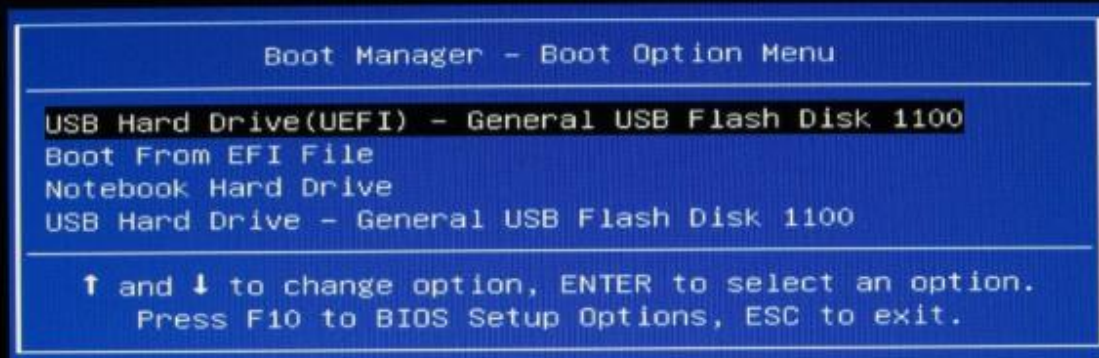 Boot Manager – Boot Option Menu
USB Hard Drive(UEFI) – General USB Flash Disk 1100
Boot From EFI File
Notebook Hard Drive
USB Hard Drive – General USB Flash Disk 1100
↑ and ↓ to change option, ENTER to select an option.
Press F10 to BIOS Setup Options, ESC to exit.